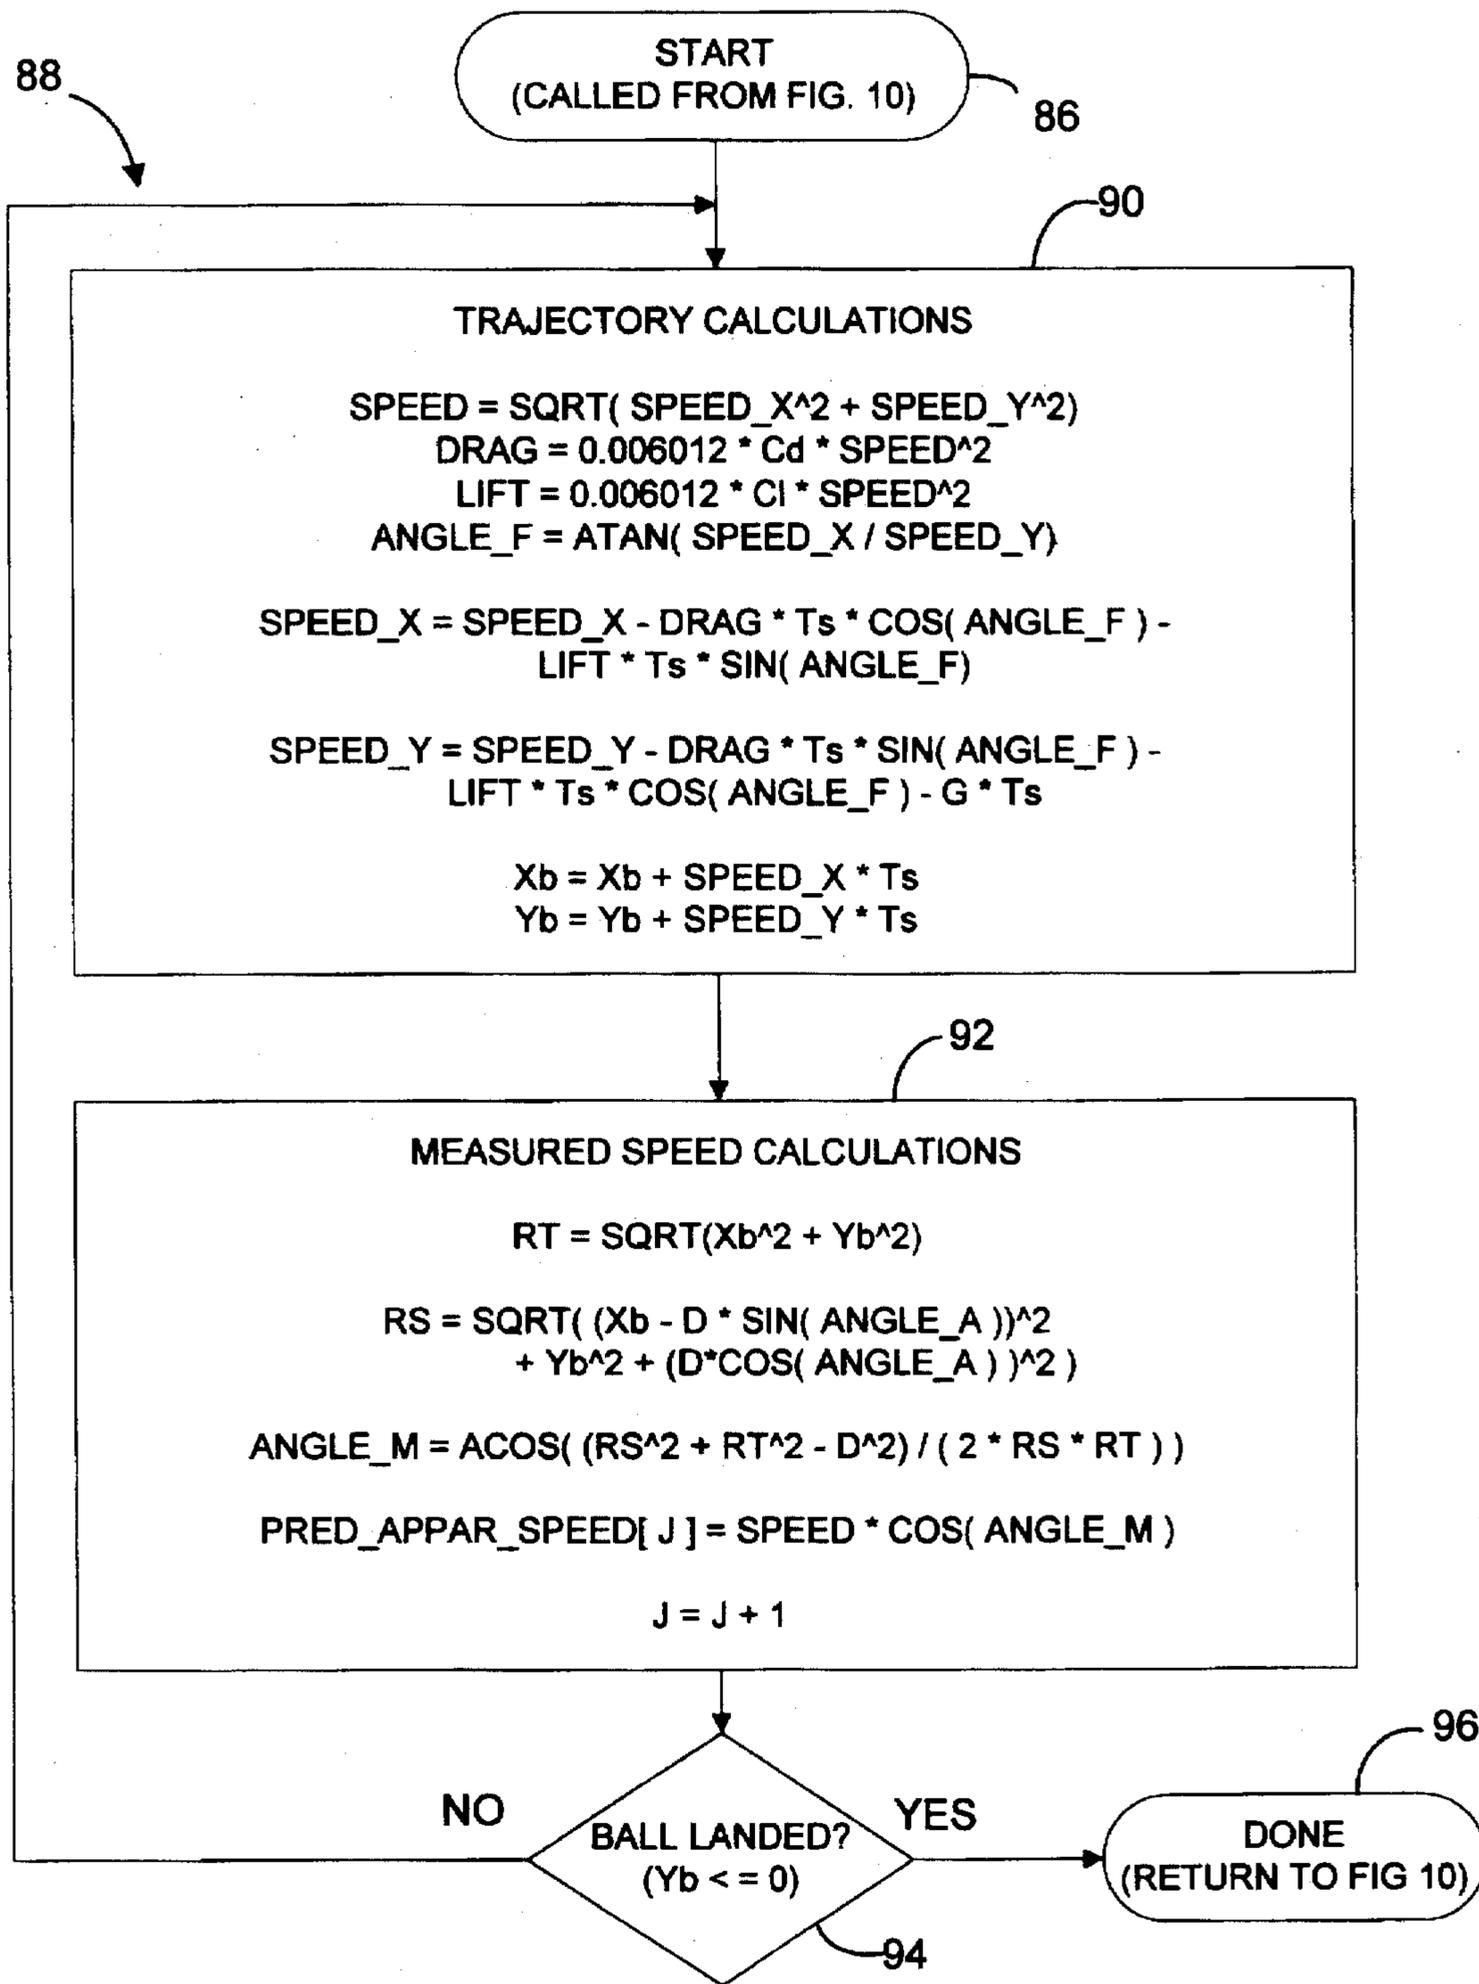 START
(CALLED FROM FIG. 10)
86
88
90
TRAJECTORY CALCULATIONS
SPEED = SQRT( SPEED_X^2 + SPEED_Y^2)
DRAG = 0.006012 * Cd * SPEED^2
LIFT = 0.006012 * Cl * SPEED^2
ANGLE_F = ATAN( SPEED_X / SPEED_Y)
SPEED_X = SPEED_X - DRAG * Ts * COS( ANGLE_F ) -
LIFT * Ts * SIN( ANGLE_F)
SPEED_Y = SPEED_Y - DRAG * Ts * SIN( ANGLE_F ) -
LIFT * Ts * COS( ANGLE_F ) - G * Ts
Xb = Xb + SPEED_X * Ts
Yb = Yb + SPEED_Y * Ts
92
MEASURED SPEED CALCULATIONS
RT = SQRT(Xb^2 + Yb^2)
RS = SQRT( (Xb - D * SIN( ANGLE_A ))^2
+ Yb^2 + (D*COS( ANGLE_A ) )^2 )
ANGLE_M = ACOS( (RS^2 + RT^2 - D^2) / ( 2 * RS * RT ) )
PRED_APPAR_SPEED[ J ] = SPEED * COS( ANGLE_M )
J = J + 1
NO
BALL LANDED?
(Yb < = 0)
YES
94
96
DONE
(RETURN TO FIG 10)